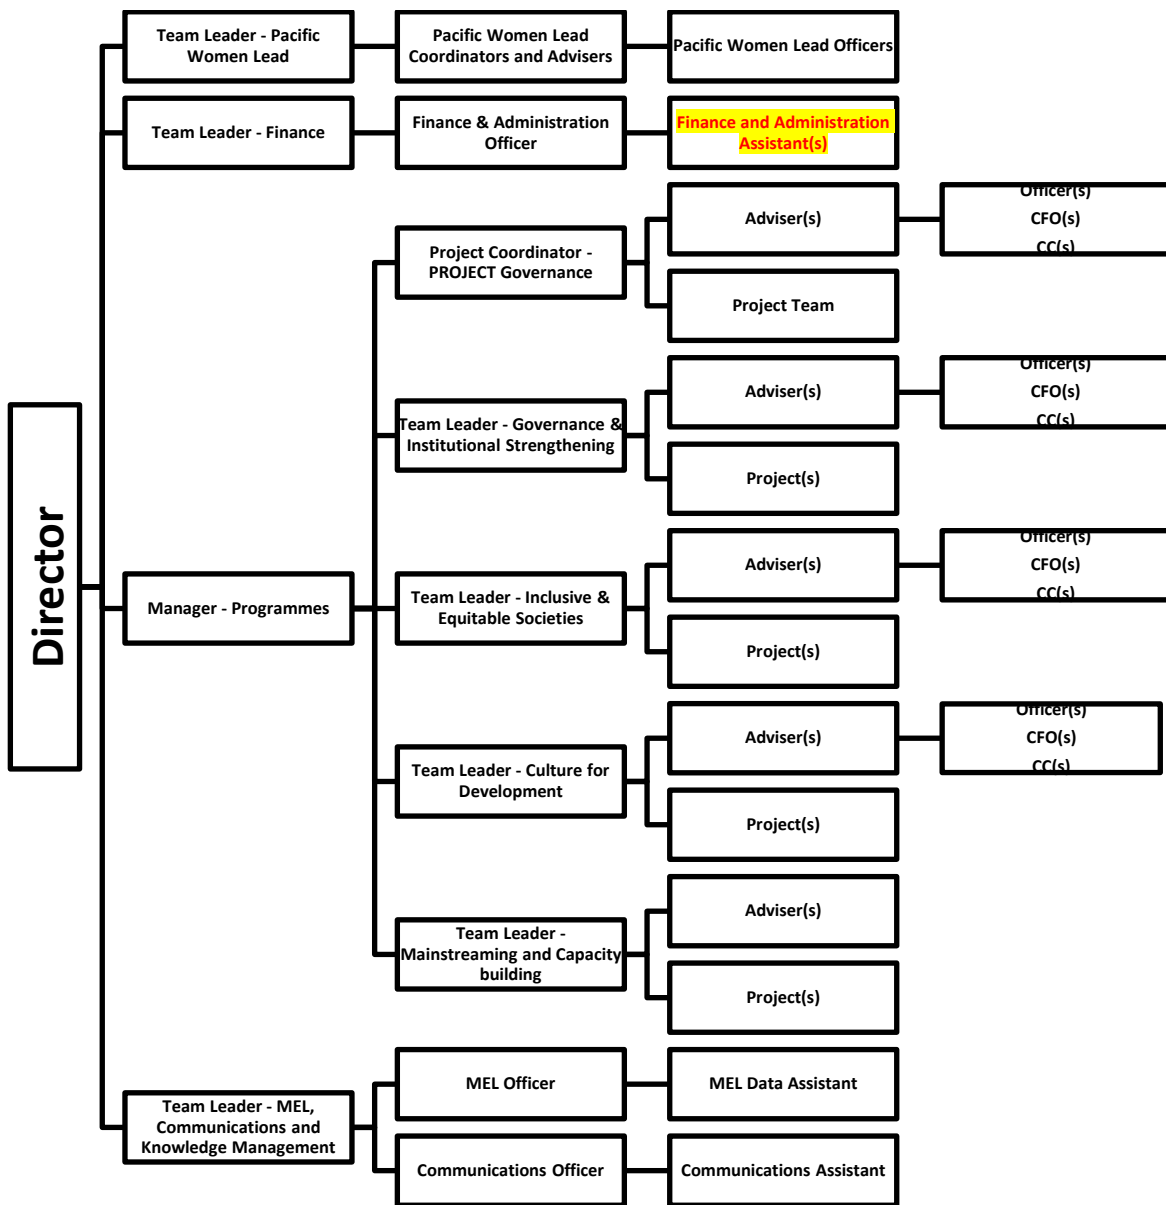 Team Leader - Pacific
Women Lead
Pacific Women Lead
Coordinators and Advisers
Pacific Women Lead Officers
Team Leader - Finance
Finance & Administration
Officer
Finance and Administration
Assistant(s)
Project Coordinator -
PROJECT Governance
Adviser(s)
Officer(s)
CFO(s)
CC(s)
Project Team
Team Leader - Governance &
Institutional Strengthening
Adviser(s)
Officer(s)
CFO(s)
CC(s)
Project(s)
Director
Manager - Programmes
Team Leader - Inclusive &
Equitable Societies
Adviser(s)
Officer(s)
CFO(s)
CC(s)
Project(s)
Team Leader - Culture for
Development
Adviser(s)
Officer(s)
CFO(s)
CC(s)
Project(s)
Team Leader -
Mainstreaming and Capacity
building
Adviser(s)
Project(s)
Team Leader - MEL,
Communications and
Knowledge Management
MEL Officer
MEL Data Assistant
Communications Officer
Communications Assistant